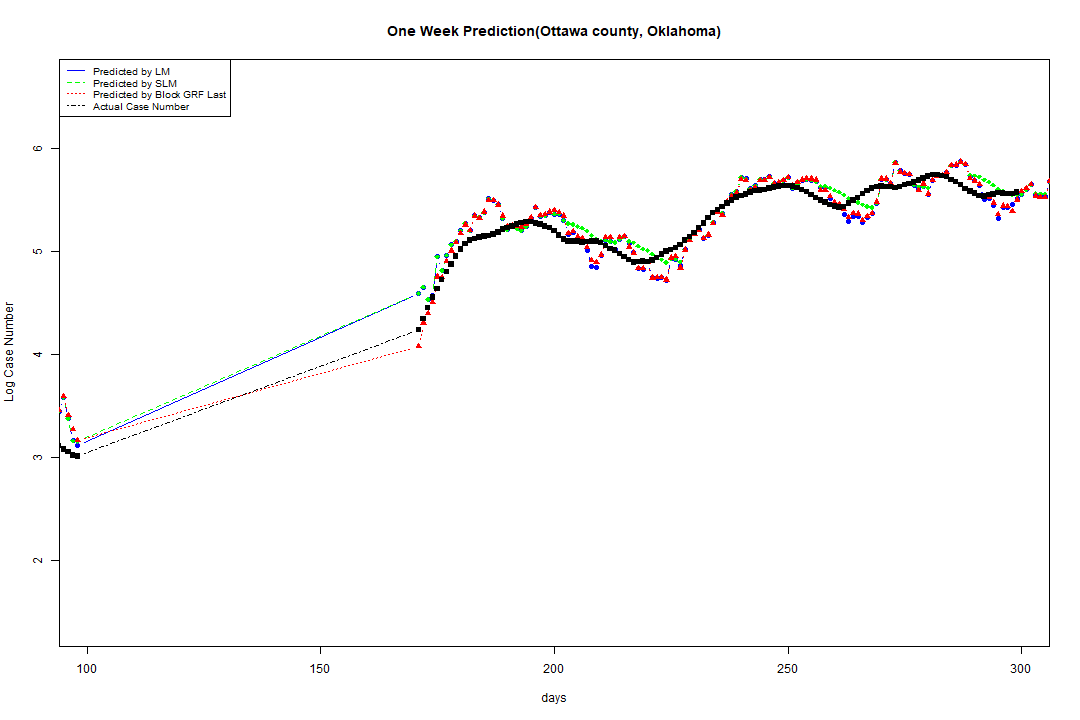 One Week Prediction(Ottawa county, Oklahoma)
Predicted by LM
Predicted by SLM
Predicted by Block GRF Last
Actual Case Number
6
5
4
3
2
Log Case Number
100 150 200 250 300
days